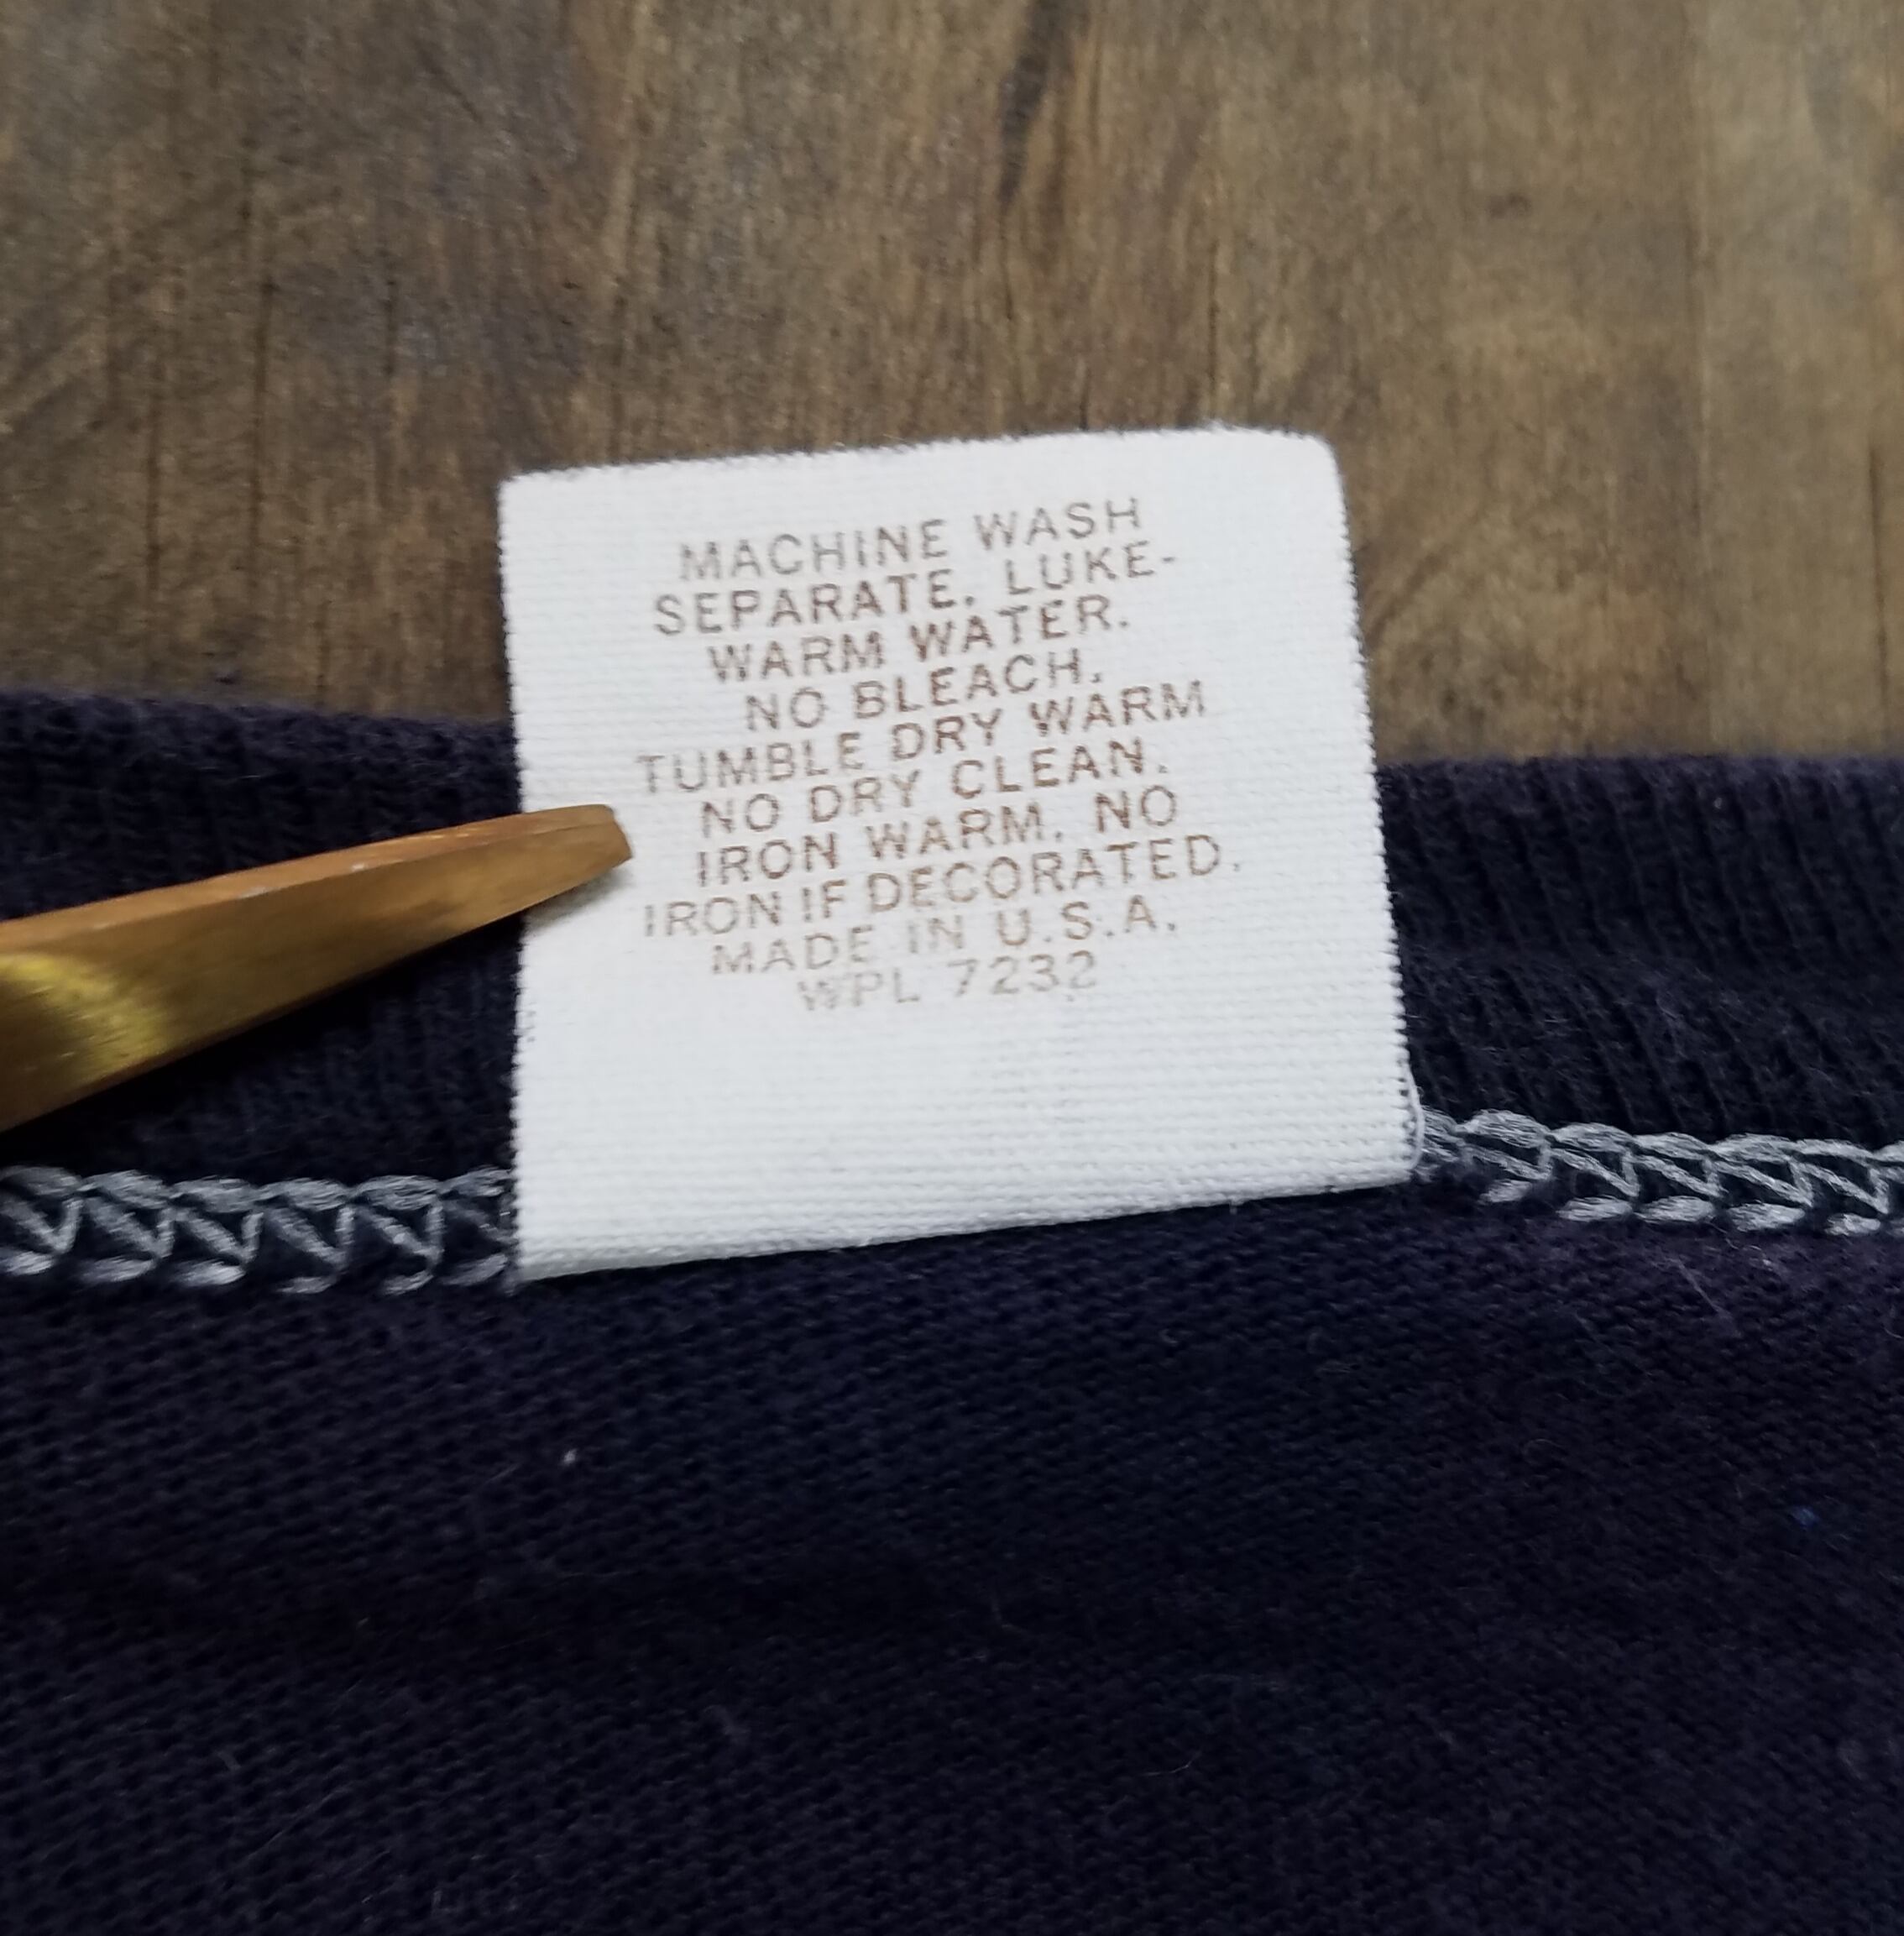 MACHINE WASH
SEPARATE. LUKE-
WARM WATER.
NO BLEACH.
TUMBLE DRY WARM
NO DRY CLEAN.
IRON WARM. NO
IRON IF DECORATED.
MADE IN U.S.A.
WPL 7232